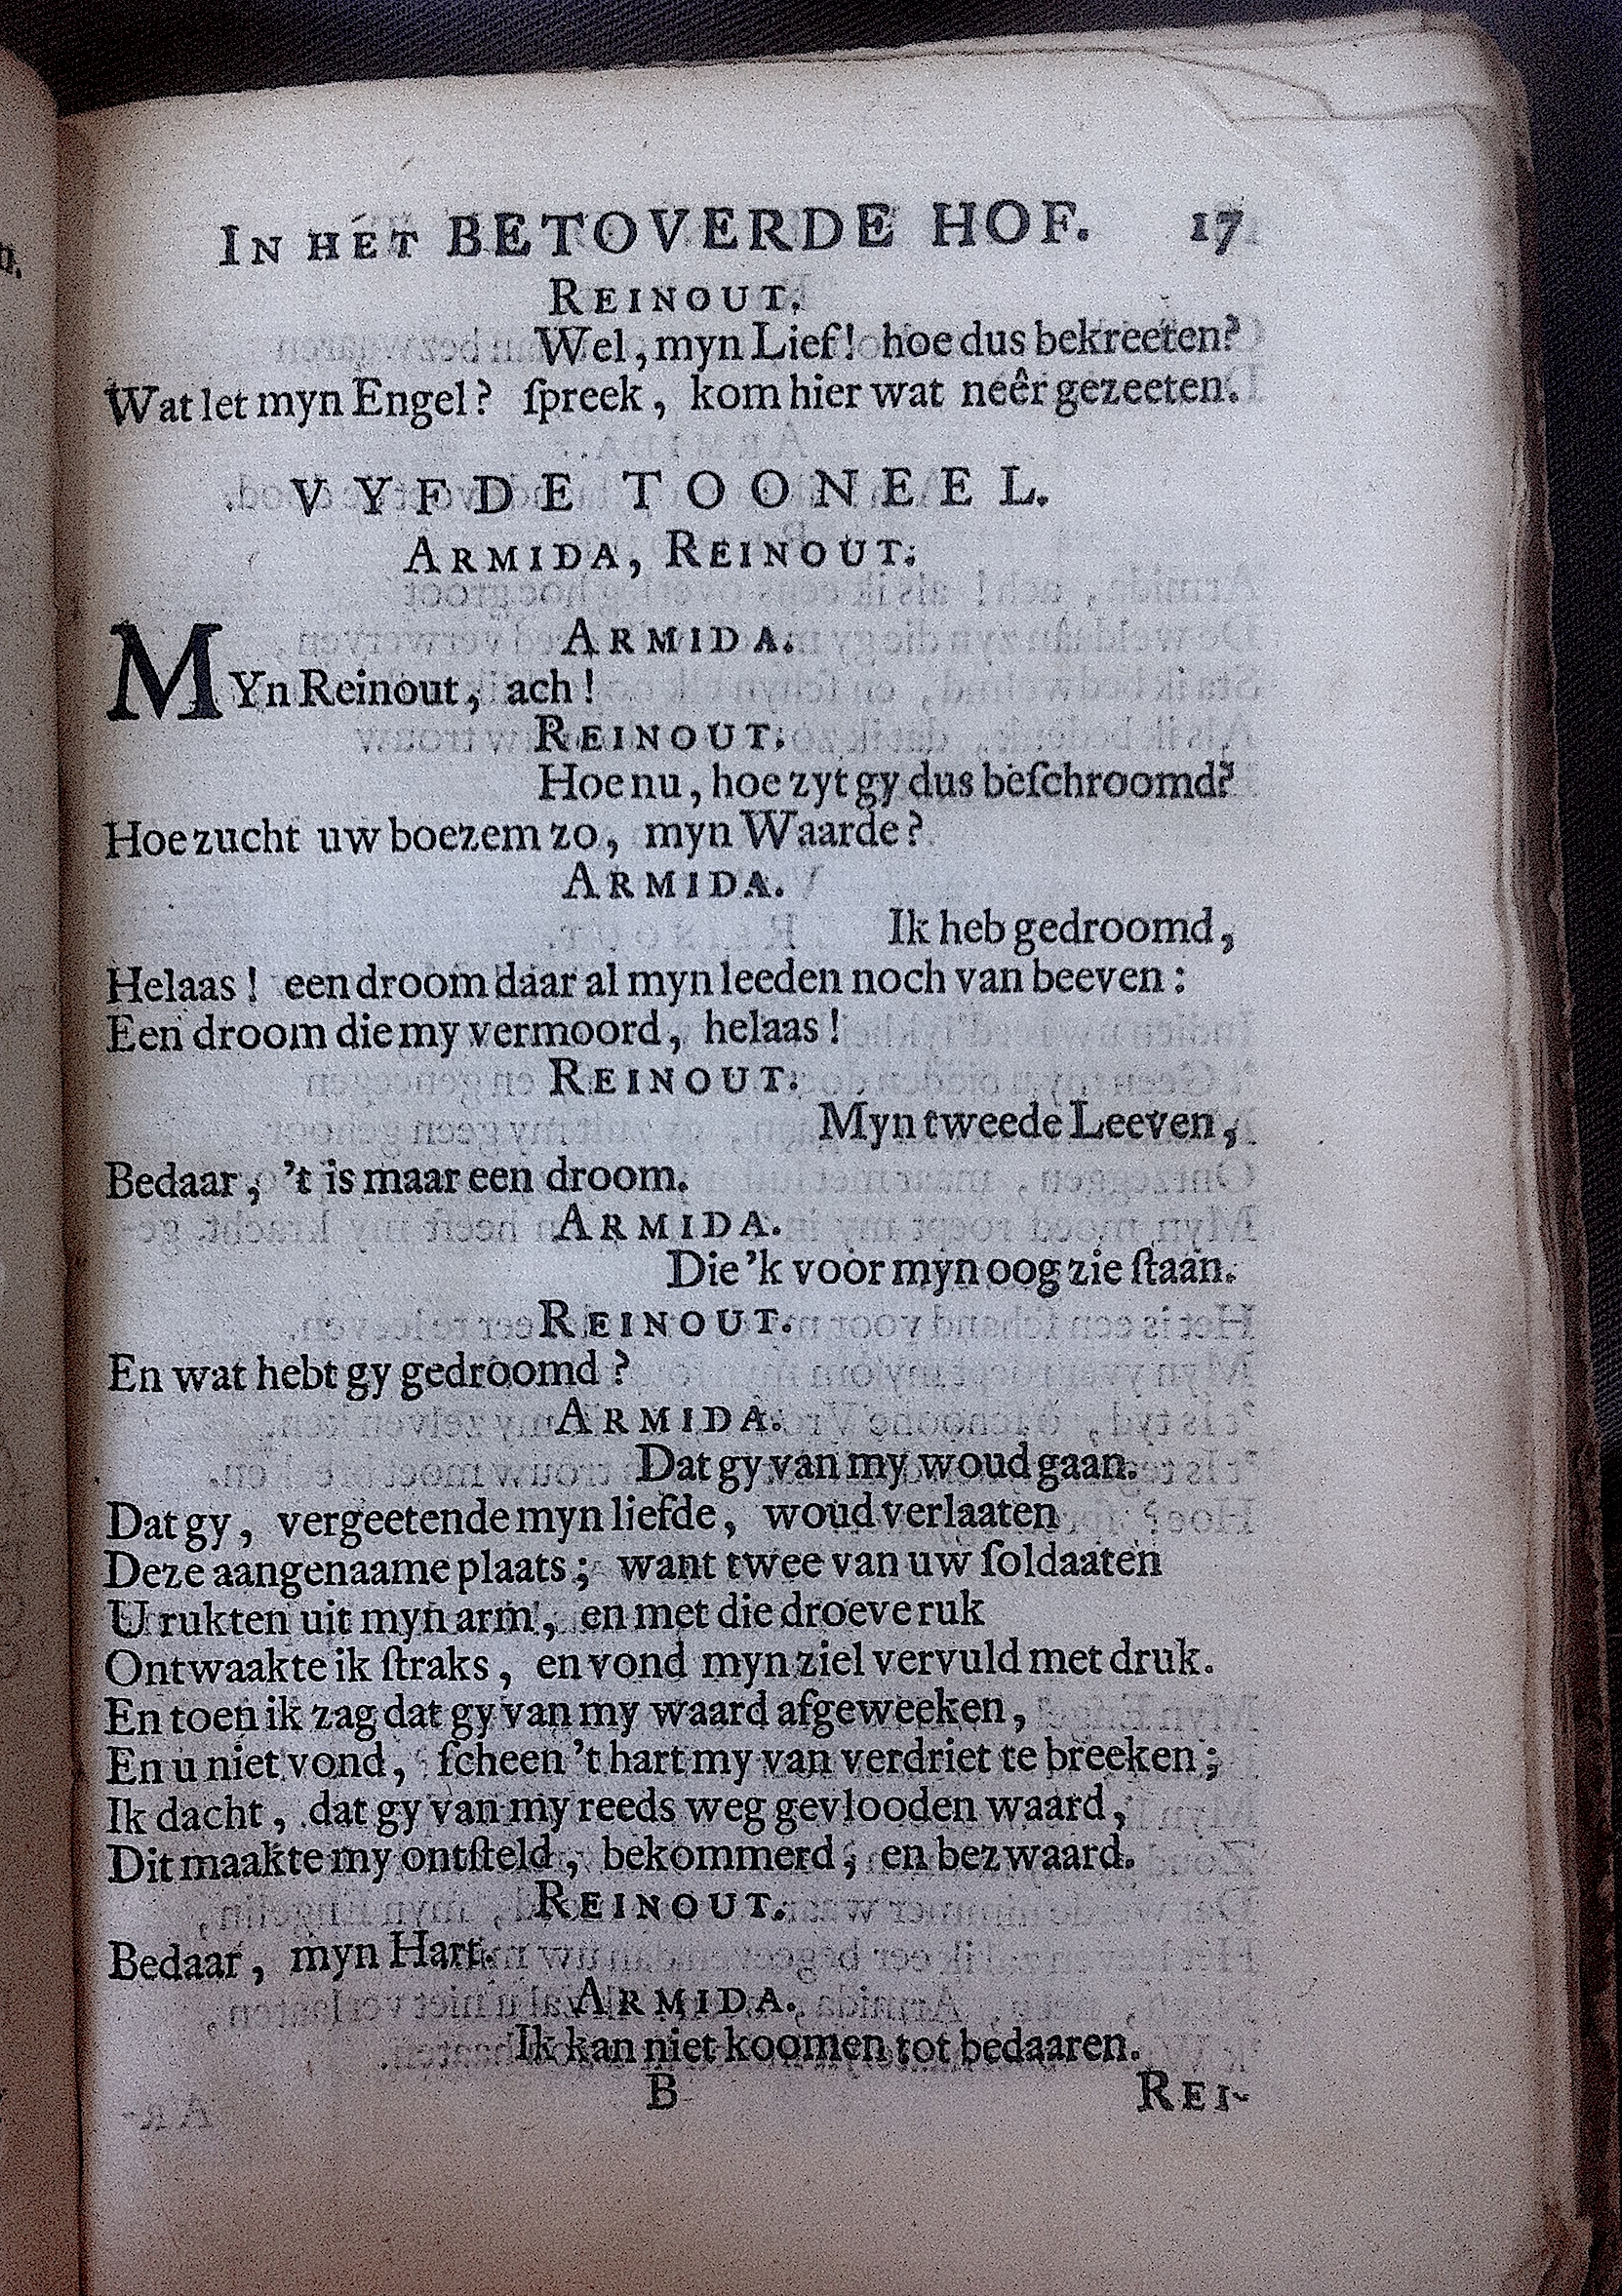 IN HET BETOVERDE HOF. 17
REINOUT.
Wel, myn Lief! hoe dus bekreeten?
Wat let myn Engel? ſpreek, kom hier wat neêr gezeeten.
VYFDE TOONEEL.
ARMIDA, REINOUT.
ARMIDA.
MYn Reinout, ach!
REINOUT.
Hoe nu, hoe zyt gy dus beſchroomd?
Hoe zucht uw boezem zo, myn Waarde?
ARMIDA.
Ik heb gedroomd,
Helaas! een droom daar al myn leeden noch van beeven:
Een droom die my vermoord, helaas!
REINOUT.
Myn tweede Leeven,
Bedaar, 't is maar een droom.
ARMIDA.
Die 'k voor myn oog zie ſtaan.
REINOUT.
En wat hebt gy gedroomd?
ARMIDA.
Dat gy van my woud gaan.
Dat gy, vergeetende myn liefde, woud verlaaten
Deze aangenaame plaats; want twee van uw ſoldaaten
U rukten uit myn arm, en met die droeve ruk
Ontwaakte ik ſtraks, en vond myn ziel vervuld met druk.
En toen ik zag dat gy van my waard afgeweeken,
En u niet vond, ſcheen 't hart my van verdriet te breeken;
Ik dacht, dat gy van my reeds weg gevlooden waard,
Dit maakte my ontſteld, bekommerd, en bezwaard.
REINOUT.
Bedaar, myn Hart.
ARMIDA.
Ik kan niet koomen tot bedaaren.
B REI-